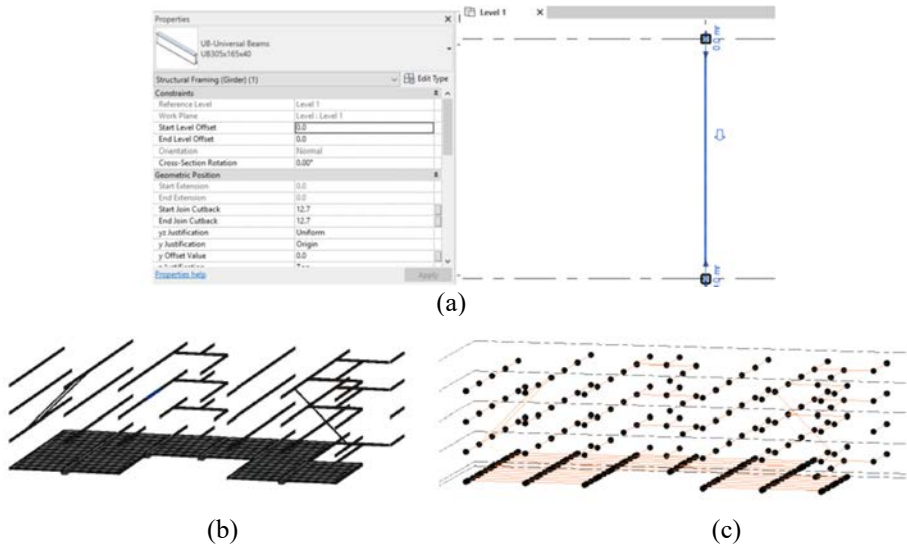 Properties
UB-Universal Beams
UB305x165x40
Structural Framing (Girder) (1)
Edit Type
Constraints
Reference Level Level 1
Work Plane Level : Level 1
Start Level Offset 0.0
End Level Offset 0.0
Orientation Normal
Cross-Section Rotation 0.00°
Geometric Position
Start Extension 0.0
End Extension 0.0
Start Join Cutback 12.7
End Join Cutback 12.7
yz Justification Uniform
y Justification Origin
y Offset Value 0.0
Properties help
Apply
Level 1
0.0 m
(a)
(b)
(c)